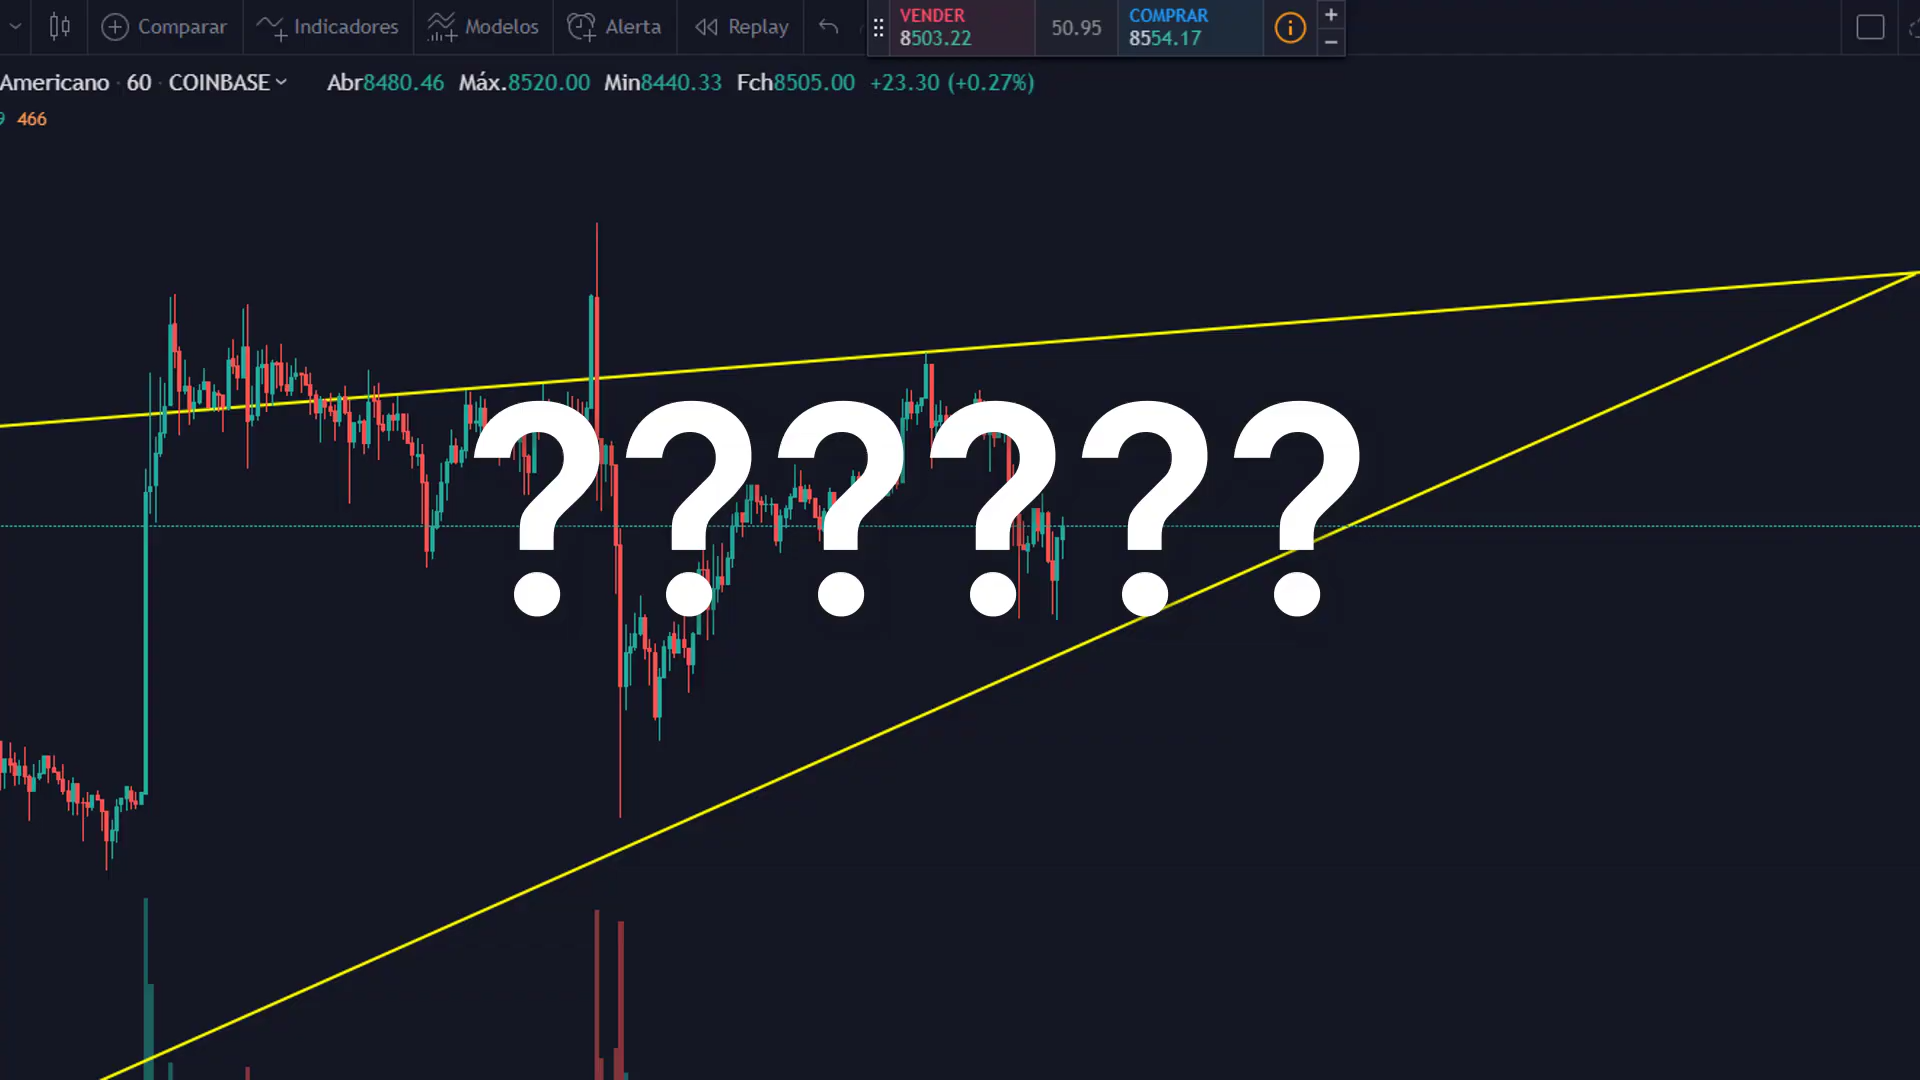 Comparar Indicadores Modelos Alerta Replay
VENDER
8503.22
50.95
COMPRAR
8554.17
Americano · 60 · COINBASE Abr8480.46 Máx.8520.00 Min8440.33 Fch8505.00 +23.30 (+0.27%)
9 466
??????